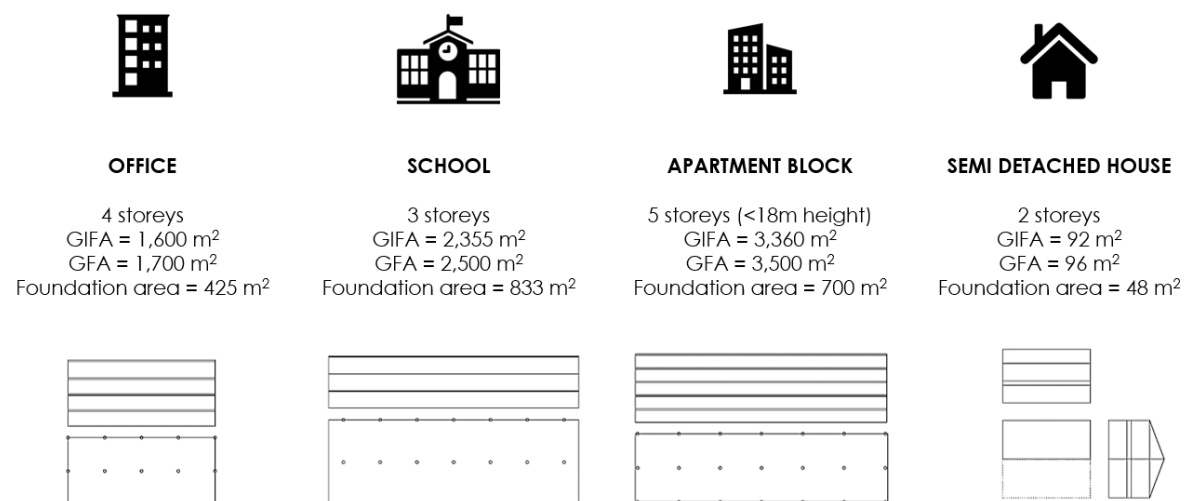 OFFICE
4 storeys
GIFA = 1,600 m²
GFA = 1,700 m²
Foundation area = 425 m²
SCHOOL
3 storeys
GIFA = 2,355 m²
GFA = 2,500 m²
Foundation area = 833 m²
APARTMENT BLOCK
5 storeys (<18m height)
GIFA = 3,360 m²
GFA = 3,500 m²
Foundation area = 700 m²
SEMI DETACHED HOUSE
2 storeys
GIFA = 92 m²
GFA = 96 m²
Foundation area = 48 m²